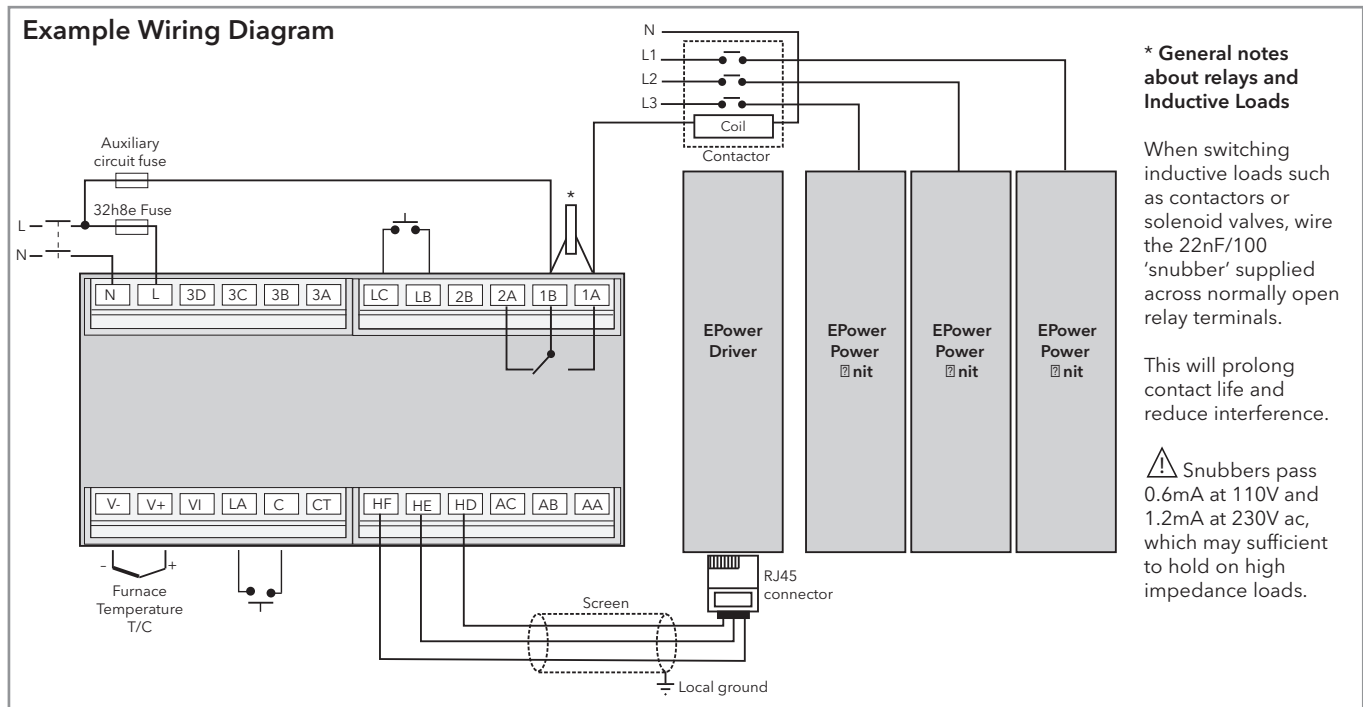 Example Wiring Diagram
N
L1
L2
L3
Coil
Contactor
Auxiliary
circuit fuse
32h8e Fuse
L
N
*
N L 3D 3C 3B 3A LC LB 2B 2A 1B 1A
EPower
Driver
EPower
Power
nit
EPower
Power
nit
EPower
Power
nit
V- V+ VI LA C CT HF HE HD AC AB AA
- +
Furnace
Temperature
T/C
Screen
RJ45
connector
Local ground
* General notes
about relays and
Inductive Loads
When switching
inductive loads such
as contactors or
solenoid valves, wire
the 22nF/100
'snubber' supplied
across normally open
relay terminals.
This will prolong
contact life and
reduce interference.
Snubbers pass
0.6mA at 110V and
1.2mA at 230V ac,
which may sufficient
to hold on high
impedance loads.